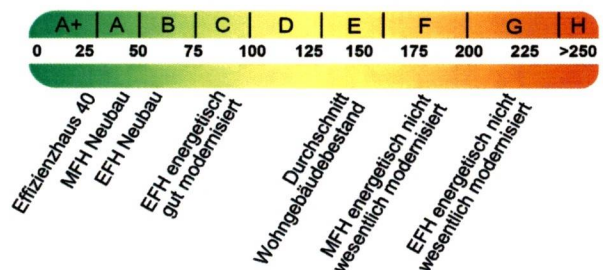 A+ A B C D E F G H
0 25 50 75 100 125 150 175 200 225 >250
Effizienzhaus 40
MFH Neubau
EFH Neubau
EFH energetisch
gut modernisiert
Durchschnitt
Wohngebäudebestand
MFH energetisch nicht
wesentlich modernisiert
EFH energetisch nicht
wesentlich modernisiert